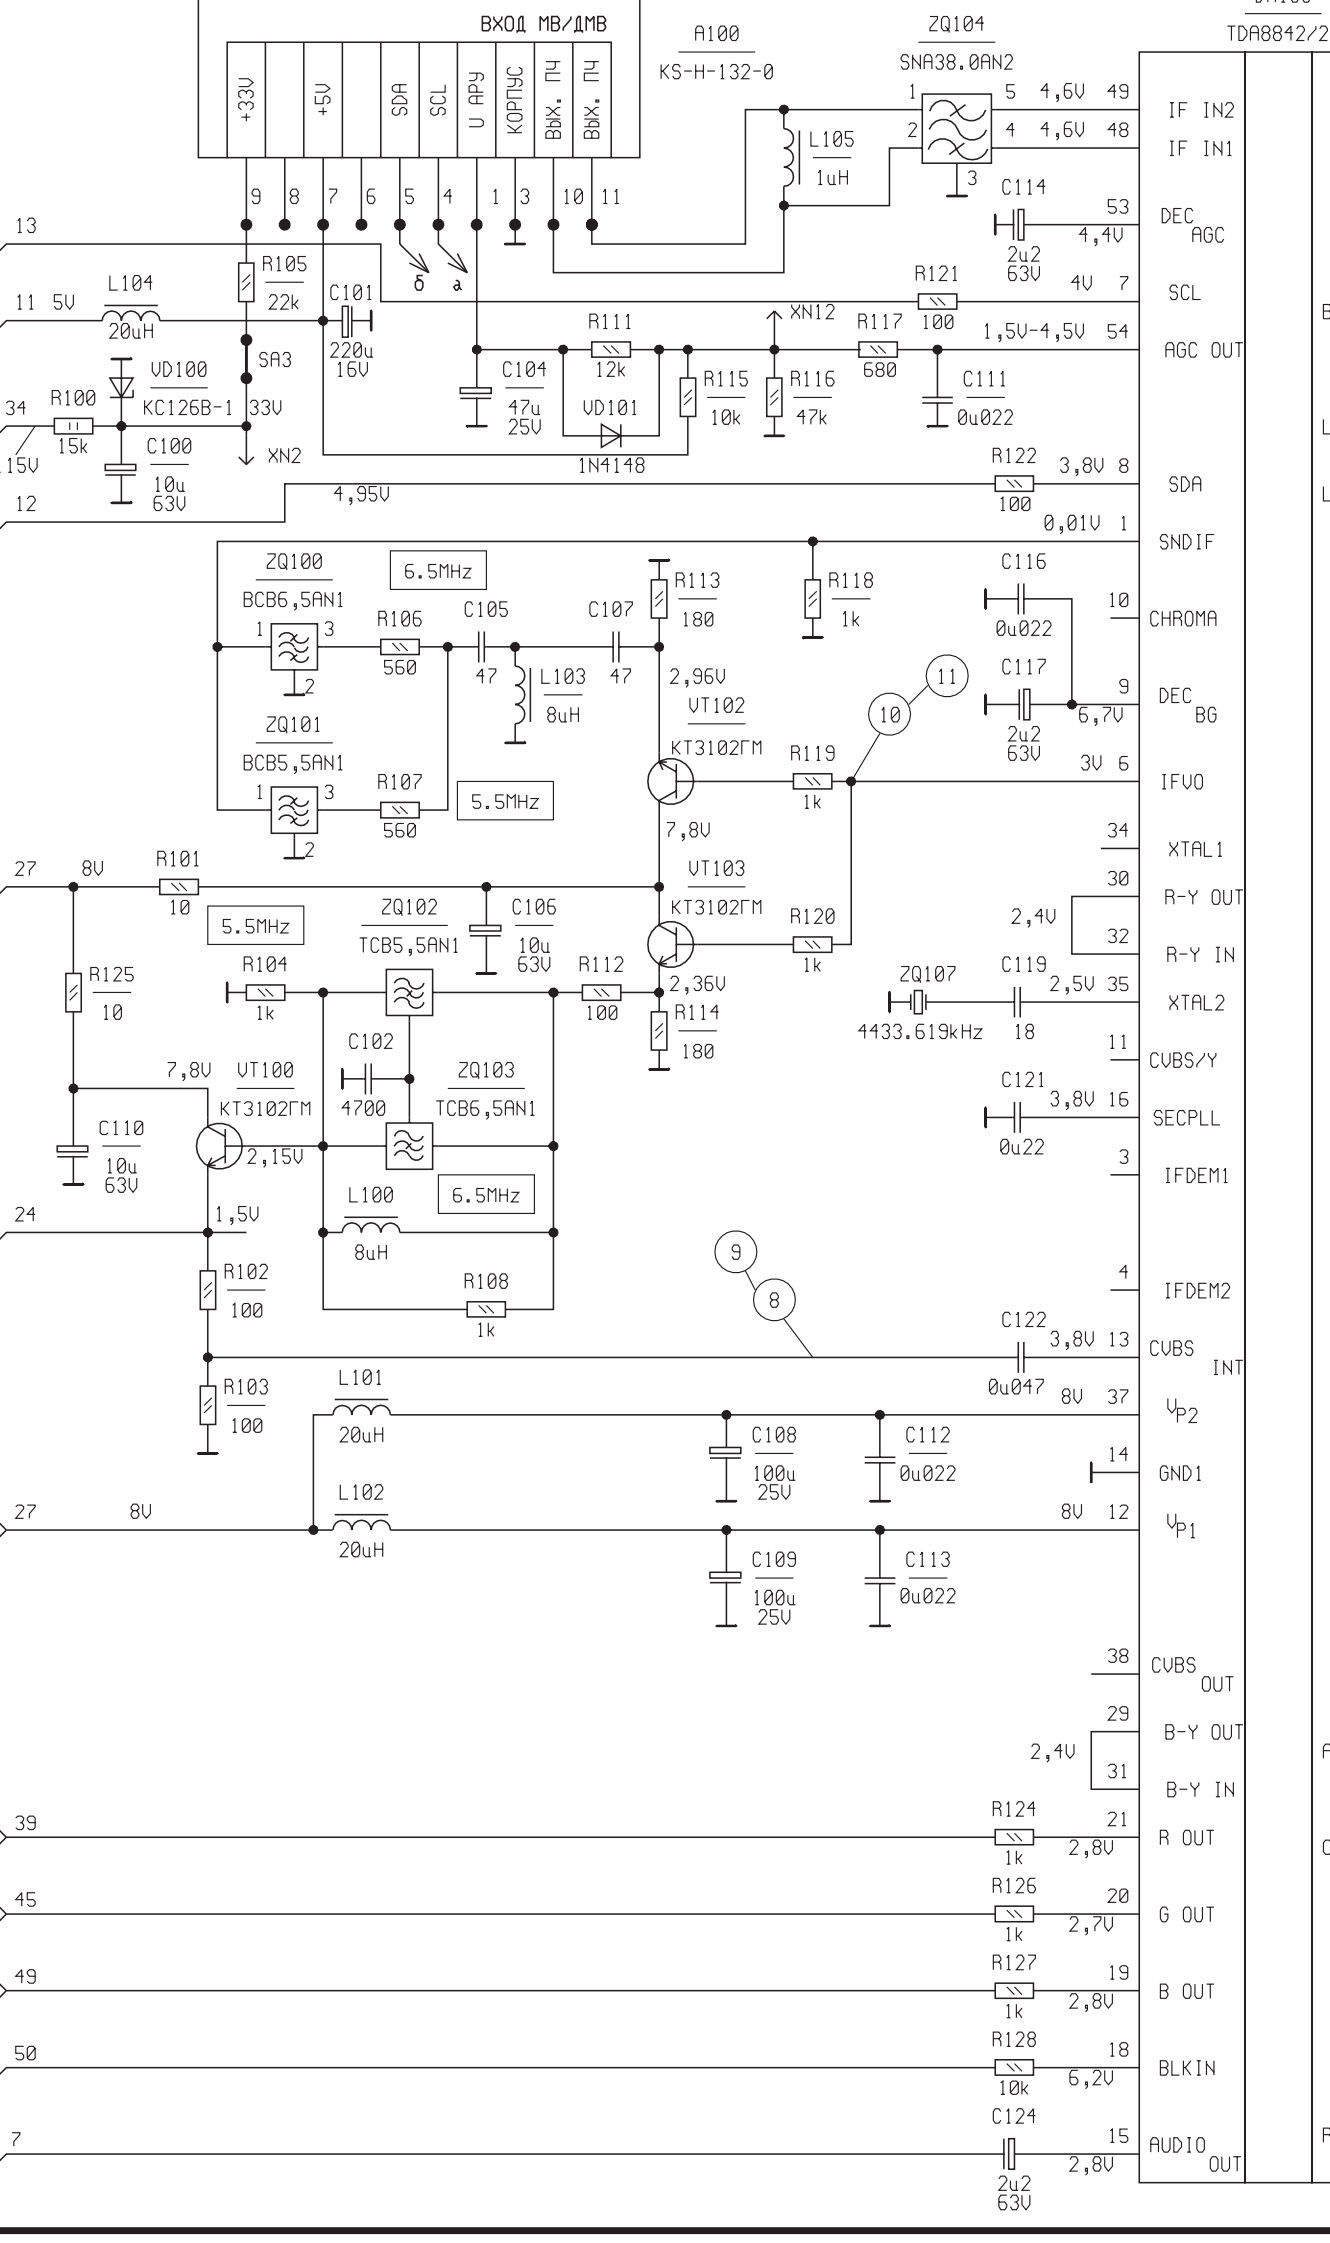 ВХОД МВ/ДМВ
A100
KS-H-132-0
ZQ104
SNA38.0AN2
TDA8842/2
+33V
+5V
SDA
SCL
U АРУ
КОРПУС
ВЫХ. ПЧ
ВЫХ. ПЧ
9
8
7
6
5
4
1
3
10
11
1
2
5
4
3
4,6V 49
4,6V 48
IF IN2
IF IN1
L105
1uH
C114
2u2
63V
53
4,4V
DEC
AGC
13
б
а
R105
22k
L104
20uH
11 5V
C101
220u
16V
SA3
R121
100
4V 7
SCL
XN12
R111
12k
R117
680
1,5V-4,5V 54
AGC OUT
VD100
KC126B-1
33V
R100
15k
34
15V
C100
10u
63V
XN2
C104
47u
25V
VD101
1N4148
R115
10k
R116
47k
C111
0u022
R122
100
3,8V 8
SDA
12
4,95V
0,01V 1
SNDIF
ZQ100
BCB6,5AN1
1
3
2
6.5MHz
R106
560
C105
47
C107
47
R113
180
R118
1k
C116
0u022
10
CHROMA
L103
8uH
2,96V
VT102
КТ3102ГМ
11
10
C117
2u2
63V
9
6,7V
DEC
BG
ZQ101
BCB5,5AN1
1
3
2
R107
560
5.5MHz
R119
1k
3V 6
IFVO
7,8V
34
XTAL1
27
8V
R101
10
VT103
КТ3102ГМ
30
R-Y OUT
2,4V
32
R-Y IN
5.5MHz
ZQ102
TCB5,5AN1
C106
10u
63V
R120
1k
R125
10
R104
1k
R112
100
2,36V
R114
180
ZQ107
4433.619kHz
C119
18
2,5V 35
XTAL2
C102
4700
ZQ103
TCB6,5AN1
11
CVBS/Y
7,8V
VT100
КТ3102ГМ
C121
0u22
3,8V 16
SECPLL
C110
10u
63V
2,15V
3
IFDEM1
6.5MHz
L100
8uH
24
1,5V
9
8
R102
100
R108
1k
4
IFDEM2
C122
0u047
3,8V 13
CVBS
INT
R103
100
L101
20uH
8V 37
VP2
C108
100u
25V
C112
0u022
14
GND1
27
8V
L102
20uH
8V 12
VP1
C109
100u
25V
C113
0u022
38
CVBS
OUT
29
B-Y OUT
2,4V
31
B-Y IN
39
R124
1k
21
2,8V
R OUT
45
R126
1k
20
2,7V
G OUT
49
R127
1k
19
2,8V
B OUT
50
R128
10k
18
6,2V
BLKIN
7
C124
2u2
63V
15
2,8V
AUDIO
OUT